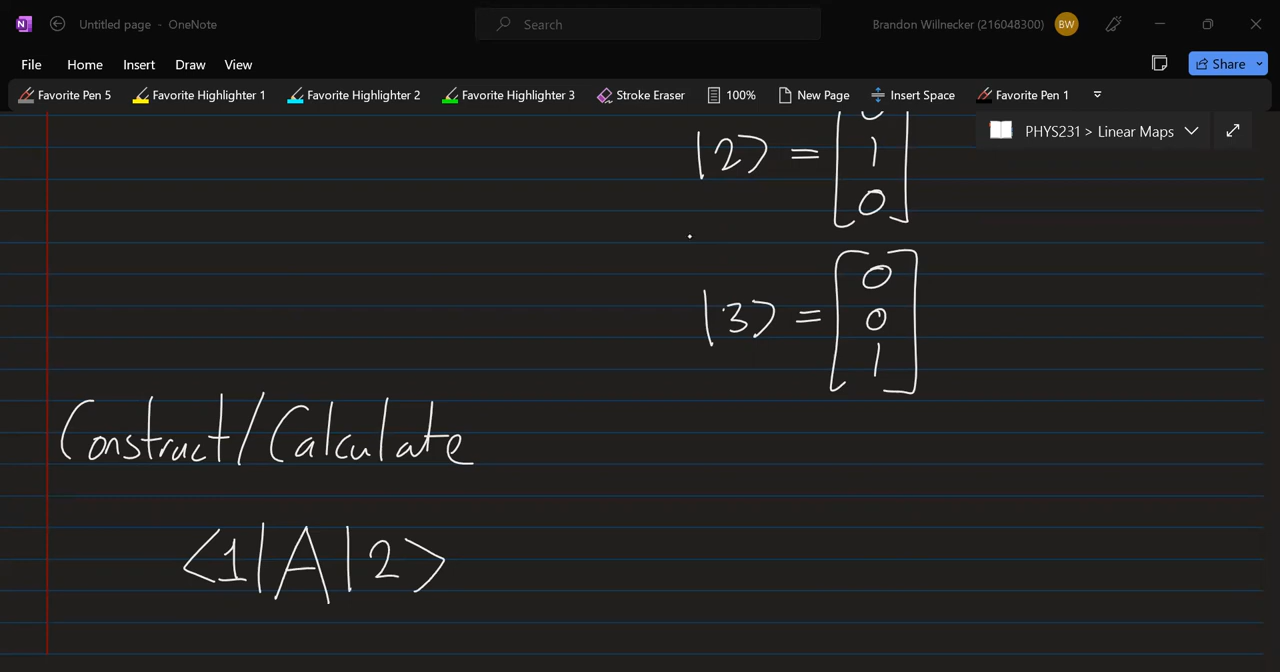 Untitled page - OneNote
Search
Brandon Willnecker (216048300) BW
File Home Insert Draw View
Share
Favorite Pen 5 Favorite Highlighter 1 Favorite Highlighter 2 Favorite Highlighter 3 Stroke Eraser 100% New Page Insert Space Favorite Pen 1
PHYS231 > Linear Maps
|2> = [
1
0 ]
|3> = [ 0
0
1 ]
Construct/Calculate
<1|A|2>